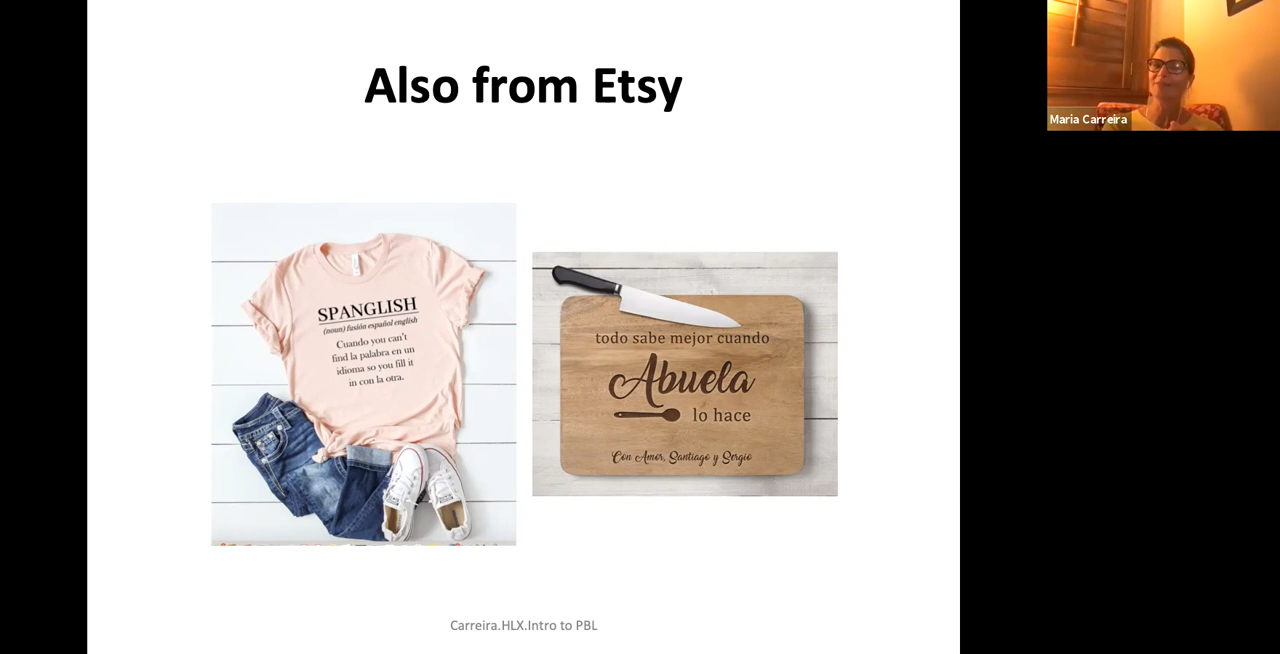 Also from Etsy
Maria Carreira
SPANGLISH
(noun) fusión español english
Cuando you can't
find la palabra en un
idioma so you fill it
in con la otra.
todo sabe mejor cuando
Abuela
lo hace
Con Amor, Santiago y Sergio
Carreira.HLX.Intro to PBL